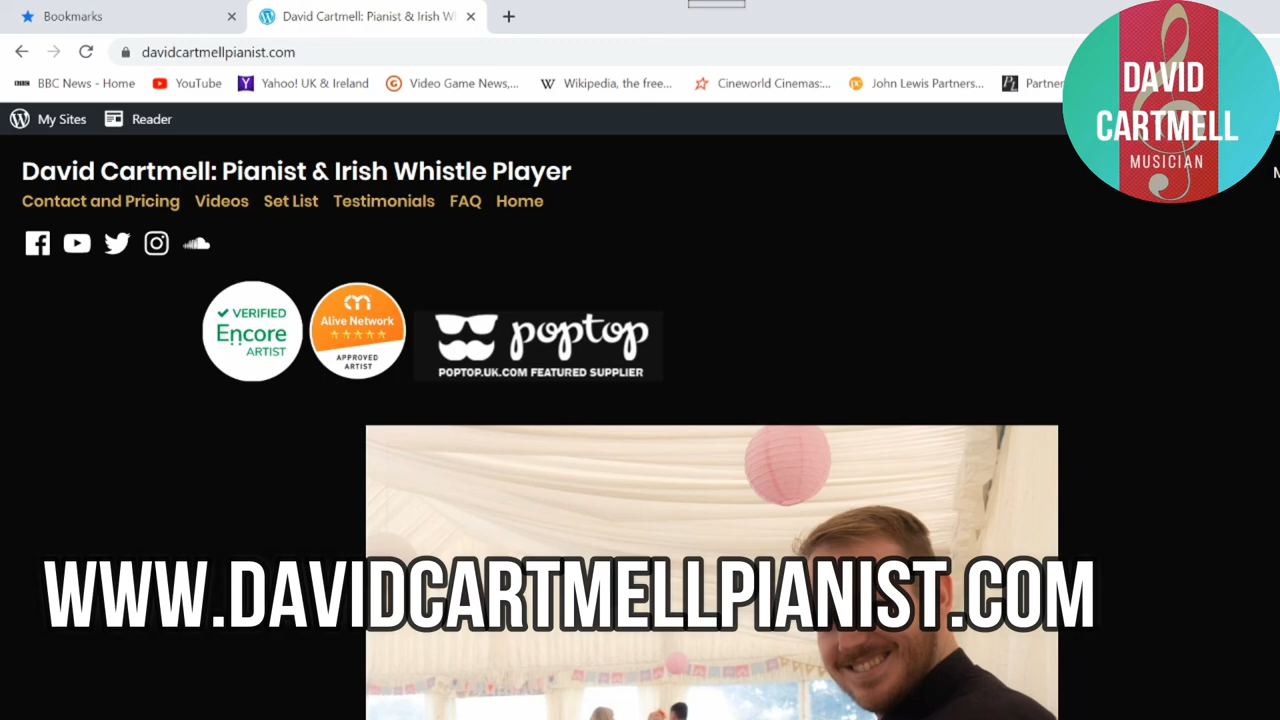 Bookmarks
David Cartmell: Pianist & Irish W
davidcartmellpianist.com
BBC BBC News - Home
YouTube
Yahoo! UK & Ireland
Video Game News,...
Wikipedia, the free...
Cineworld Cinemas:...
John Lewis Partners...
Partner
DAVID
CARTMELL
MUSICIAN
My Sites
Reader
David Cartmell: Pianist & Irish Whistle Player
Contact and Pricing Videos Set List Testimonials FAQ Home
VERIFIED
Encore
ARTIST
Alive Network
APPROVED
ARTIST
poptop
POPTOP.UK.COM FEATURED SUPPLIER
WWW.DAVIDCARTMELLPIANIST.COM